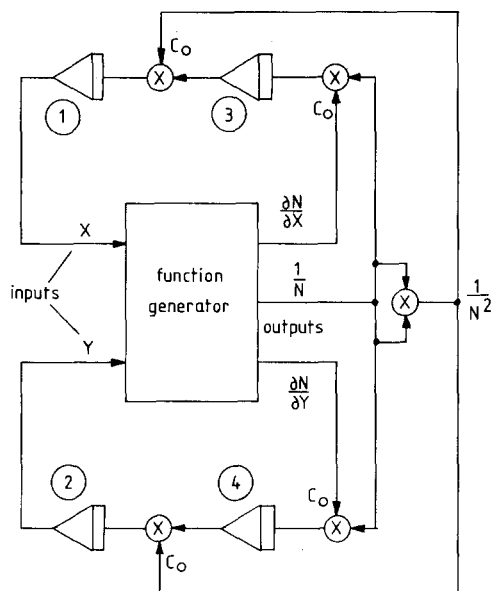 C₀
X
X
1
3
C₀
∂N/∂X
X
function
generator
1/N
inputs
outputs
X
1/N²
Y
∂N/∂Y
2
4
C₀
X
X
C₀